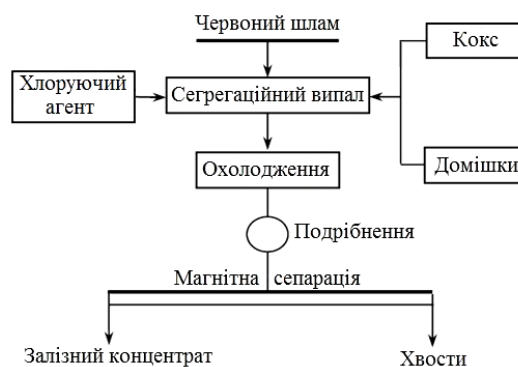 Червоний шлам
Кокс
Хлоруючий
агент
Сегрегаційний випал
Охолодження
Домішки
Подрібнення
Магнітна сепарація
Залізний концентрат
Хвости